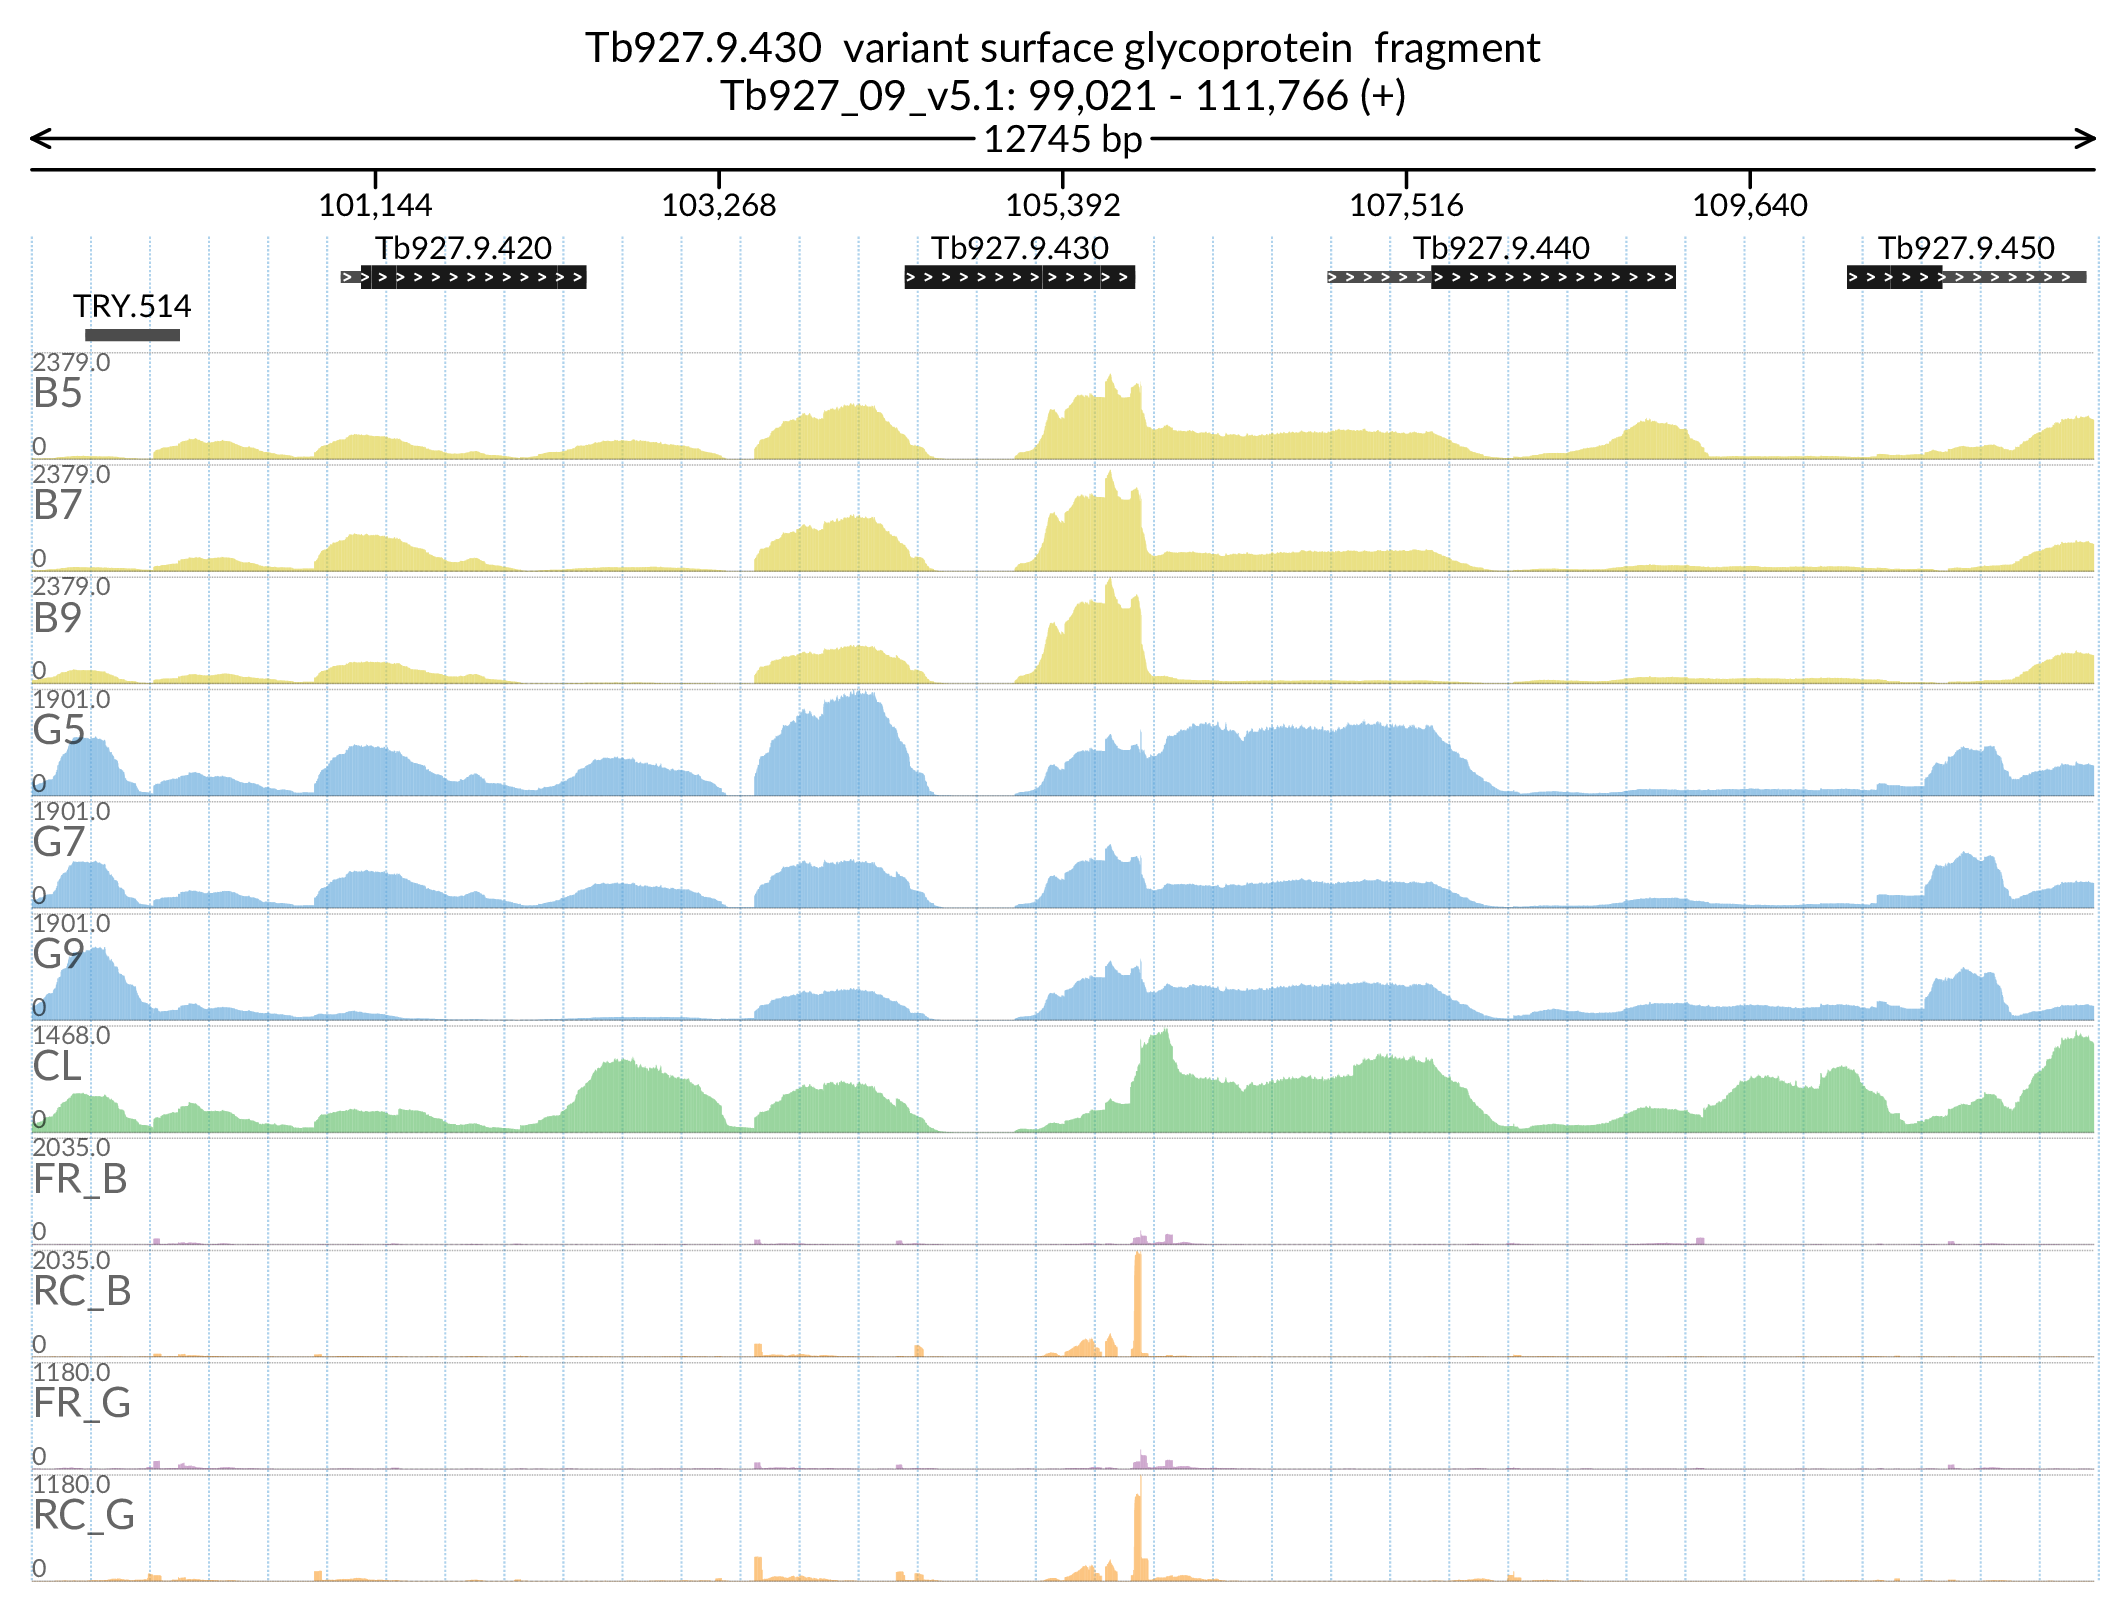 Tb927.9.430 variant surface glycoprotein fragment
Tb927_09_v5.1: 99,021 - 111,766 (+)
12745 bp
101,144 103,268 105,392 107,516 109,640
Tb927.9.420 Tb927.9.430 Tb927.9.440 Tb927.9.450
TRY.514
2379.0
B5
0
2379.0
B7
0
2379.0
B9
0
1901.0
G5
0
1901.0
G7
0
1901.0
G9
0
1468.0
CL
0
2035.0
FR_B
0
2035.0
RC_B
0
1180.0
FR_G
0
1180.0
RC_G
0